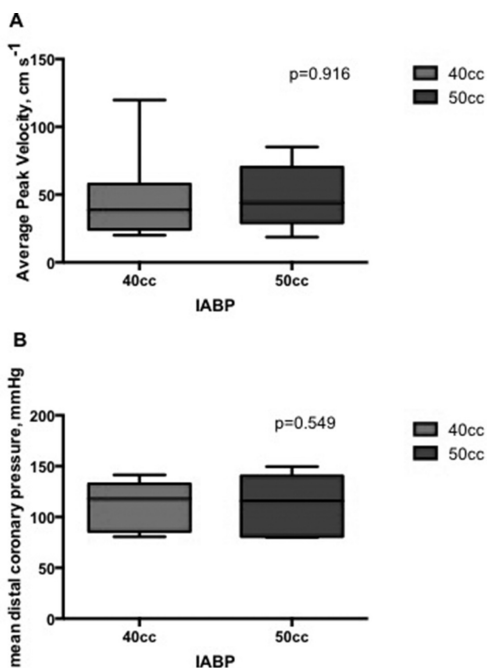 A
Average Peak Velocity, cm s-1
150
100
50
0
p=0.916
40cc
50cc
40cc
50cc
IABP
B
mean distal coronary pressure, mmHg
200
150
100
50
0
p=0.549
40cc
50cc
40cc
50cc
IABP